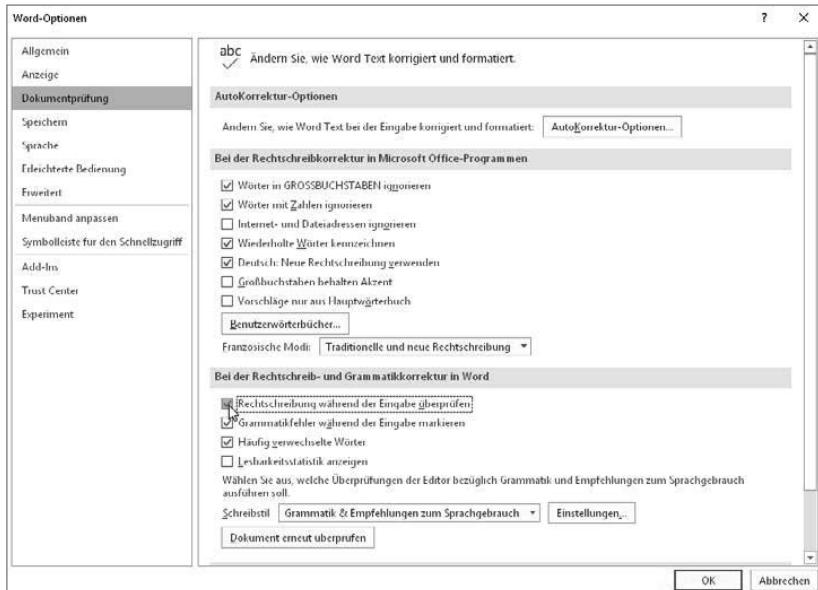 Word-Optionen
?
Allgemein
Anzeige
Dokumentprüfung
Speichern
Sprache
Erleichterte Bedienung
Erweitert
Menüband anpassen
Symbolleiste für den Schnellzugriff
Add-Ins
Trust Center
Experiment
abc
Ändern Sie, wie Word Text korrigiert und formatiert.
AutoKorrektur-Optionen
Ändern Sie, wie Word Text bei der Eingabe korrigiert und formatiert:
AutoKorrektur-Optionen...
Bei der Rechtschreibkorrektur in Microsoft Office-Programmen
Wörter in GROSSBUCHSTABEN ignorieren
Wörter mit Zahlen ignorieren
Internet- und Dateiadressen ignorieren
Wiederholte Wörter kennzeichnen
Deutsch: Neue Rechtschreibung verwenden
Großbuchstaben behalten Akzent
Vorschläge nur aus Hauptwörterbuch
Benutzerwörterbücher...
Französische Modi: Traditionelle und neue Rechtschreibung
Bei der Rechtschreib- und Grammatikkorrektur in Word
Rechtschreibung während der Eingabe überprüfen
Grammatikfehler während der Eingabe markieren
Häufig verwechselte Wörter
Lesbarkeitsstatistik anzeigen
Wählen Sie aus, welche Überprüfungen der Editor bezüglich Grammatik und Empfehlungen zum Sprachgebrauch
ausführen soll.
Schreibstil Grammatik & Empfehlungen zum Sprachgebrauch Einstellungen...
Dokument erneut überprüfen
OK Abbrechen